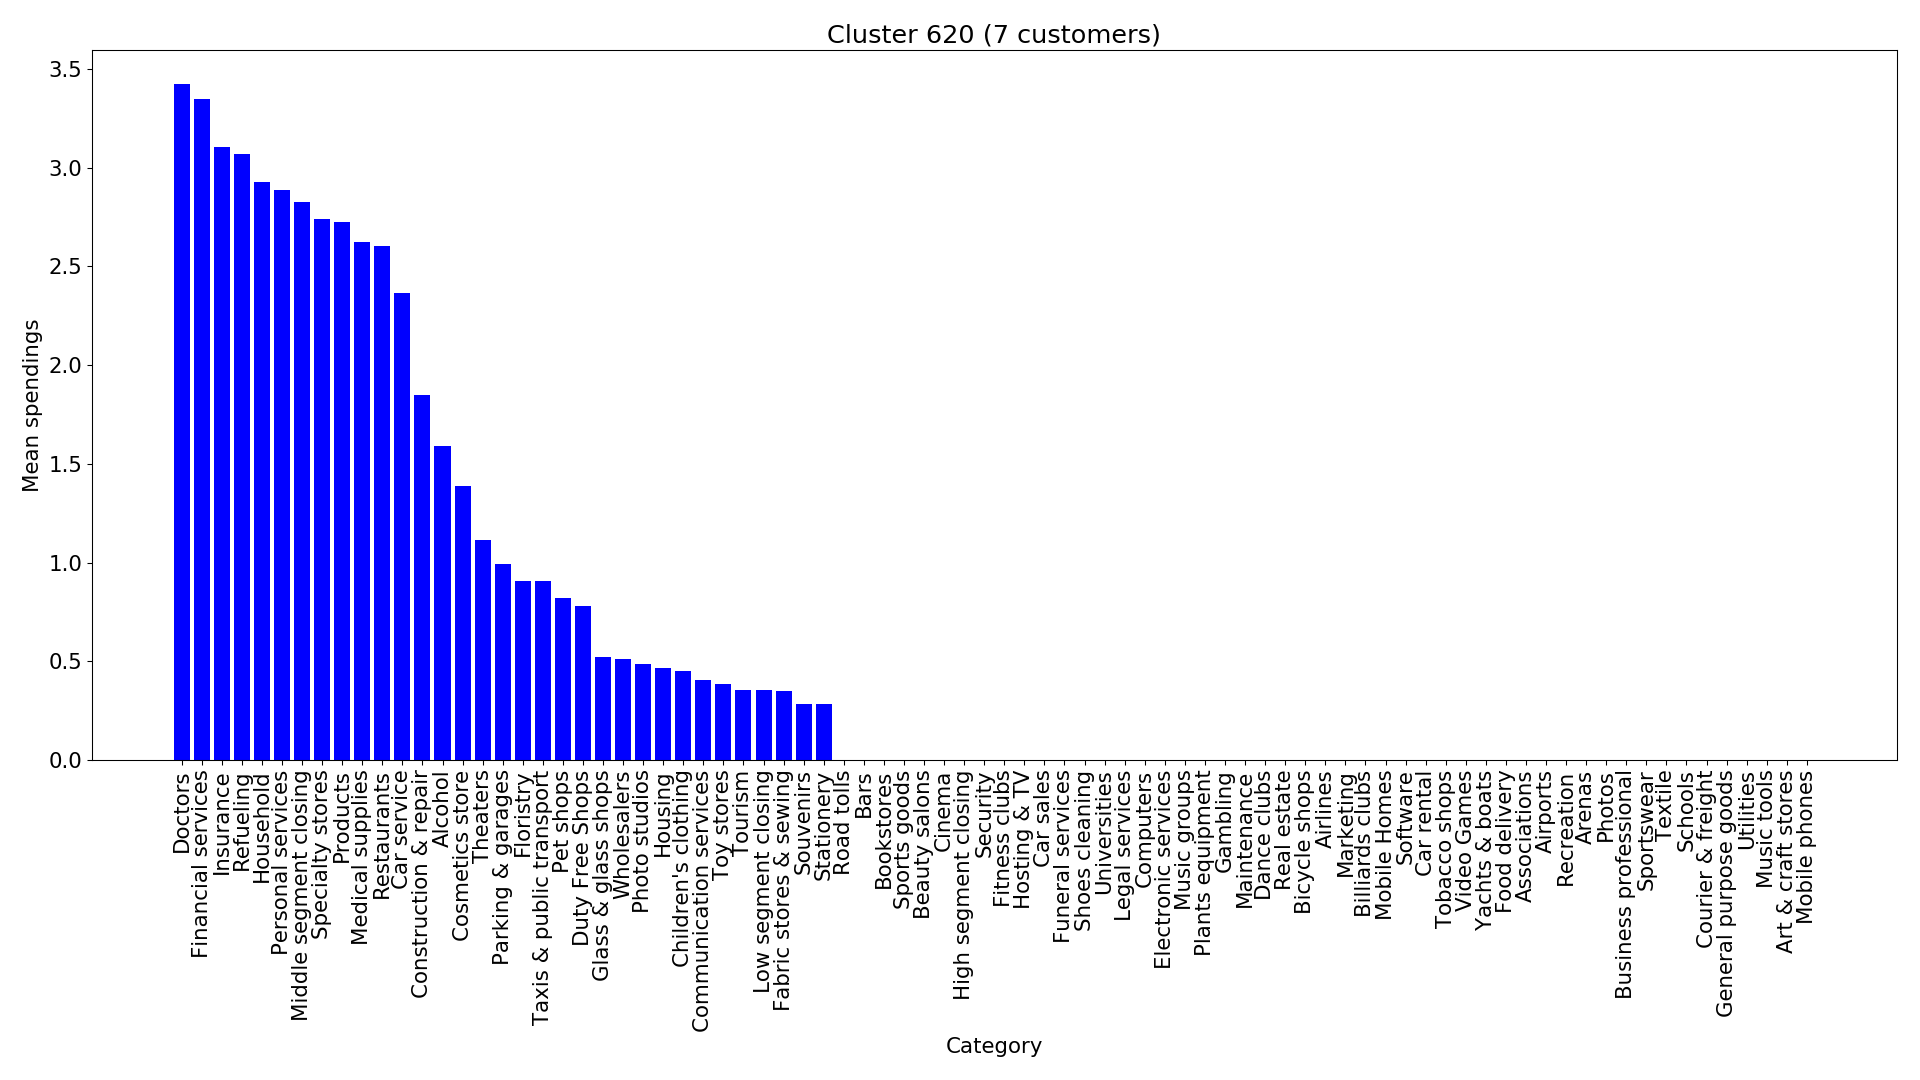 Cluster 620 (7 customers)
3.5
3.0
2.5
2.0
1.5
1.0
0.5
0.0
Mean spendings
Doctors
Financial services
Insurance
Refueling
Household
Personal services
Middle segment closing
Specialty stores
Products
Medical supplies
Restaurants
Car service
Construction & repair
Alcohol
Cosmetics store
Theaters
Parking & garages
Floristry
Taxis & public transport
Pet shops
Duty Free Shops
Glass & glass shops
Wholesalers
Photo studios
Housing
Children's clothing
Communication services
Toy stores
Tourism
Low segment closing
Fabric stores & sewing
Souvenirs
Stationery
Road tolls
Bars
Bookstores
Sports goods
Beauty salons
Cinema
High segment closing
Security
Fitness clubs
Hosting & TV
Car sales
Funeral services
Shoes cleaning
Universities
Legal services
Computers
Electronic services
Music groups
Plants equipment
Gambling
Maintenance
Dance clubs
Real estate
Bicycle shops
Airlines
Marketing
Billiards clubs
Mobile Homes
Software
Car rental
Tobacco shops
Video Games
Yachts & boats
Food delivery
Associations
Airports
Recreation
Arenas
Photos
Business professional
Sportswear
Textile
Schools
Courier & freight
General purpose goods
Utilities
Music tools
Art & craft stores
Mobile phones
Category